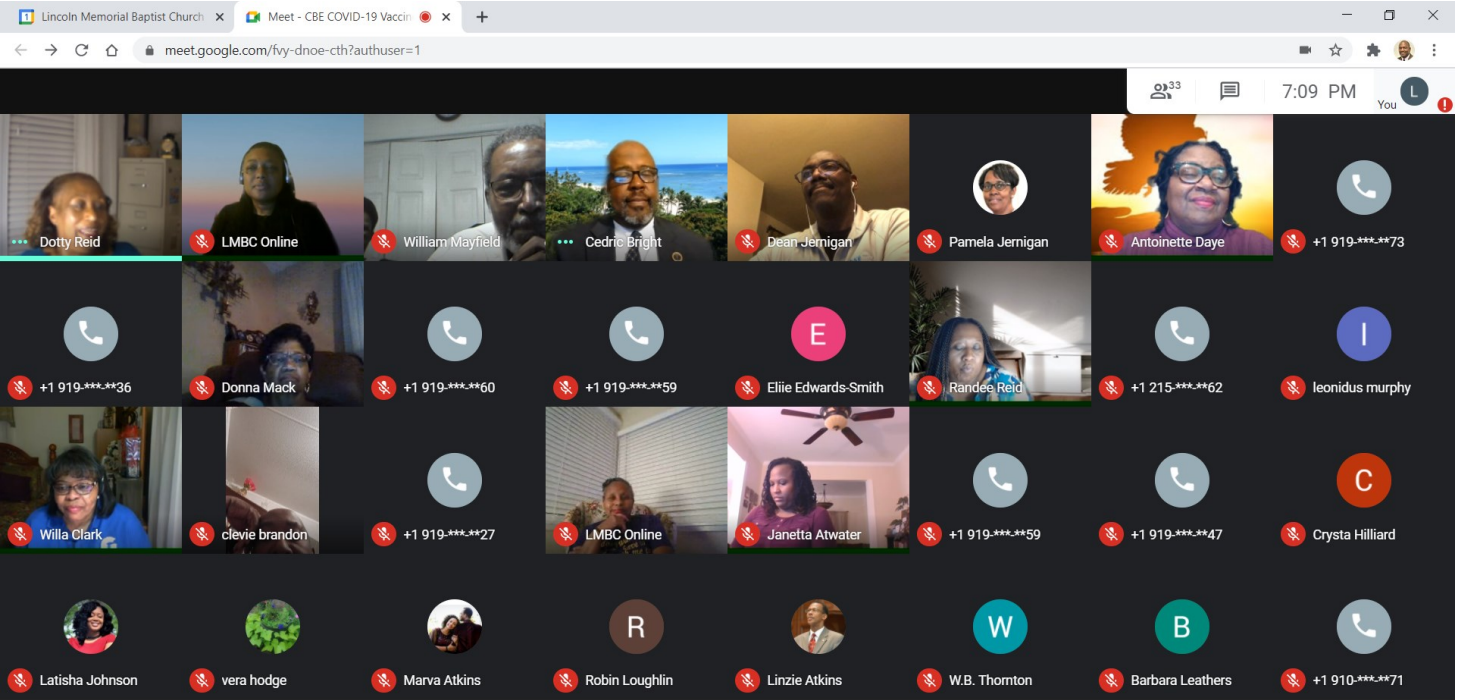 Lincoln Memorial Baptist Church
Meet - CBE COVID-19 Vaccin
meet.google.com/fvy-dnoe-cth?authuser=1
33
7:09 PM
You
L
Dotty Reid
LMBC Online
William Mayfield
Cedric Bright
Dean Jernigan
Pamela Jernigan
Antoinette Daye
+1 919-***-**73
+1 919-***-**36
Donna Mack
+1 919-***-**60
+1 919-***-**59
E
Eliie Edwards-Smith
Randee Reid
+1 215-***-**62
I
leonidus murphy
Willa Clark
clevie brandon
+1 919-***-**27
LMBC Online
Janetta Atwater
+1 919-***-**59
+1 919-***-**47
C
Crysta Hilliard
Latisha Johnson
vera hodge
Marva Atkins
R
Robin Loughlin
Linzie Atkins
W
W.B. Thornton
B
Barbara Leathers
+1 910-***-**71